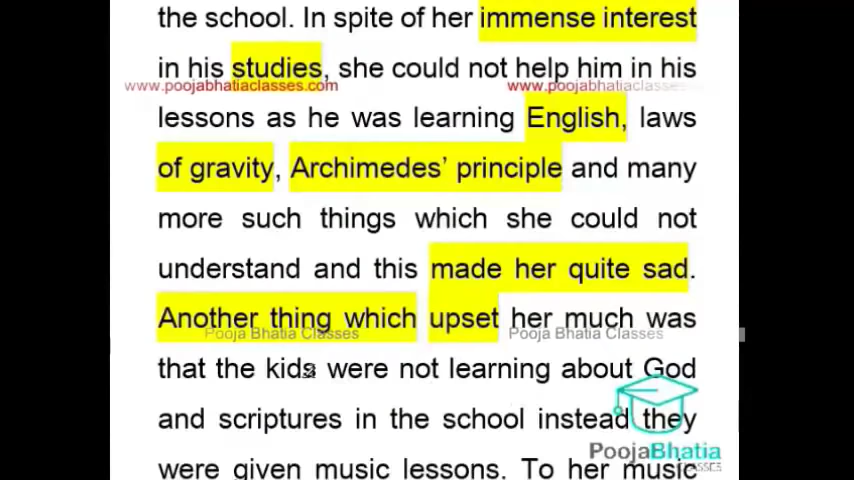 the school. In spite of her immense interest
in his studies, she could not help him in his
www.poojabhatiaclasses.com www.poojabhatiaclasses.com
lessons as he was learning English, laws
of gravity, Archimedes’ principle and many
more such things which she could not
understand and this made her quite sad.
Another thing which upset her much was
Pooja Bhatia Classes Pooja Bhatia Classes
that the kids were not learning about God
and scriptures in the school instead they
PoojaBhatia
CLASSES
were given music lessons. To her music